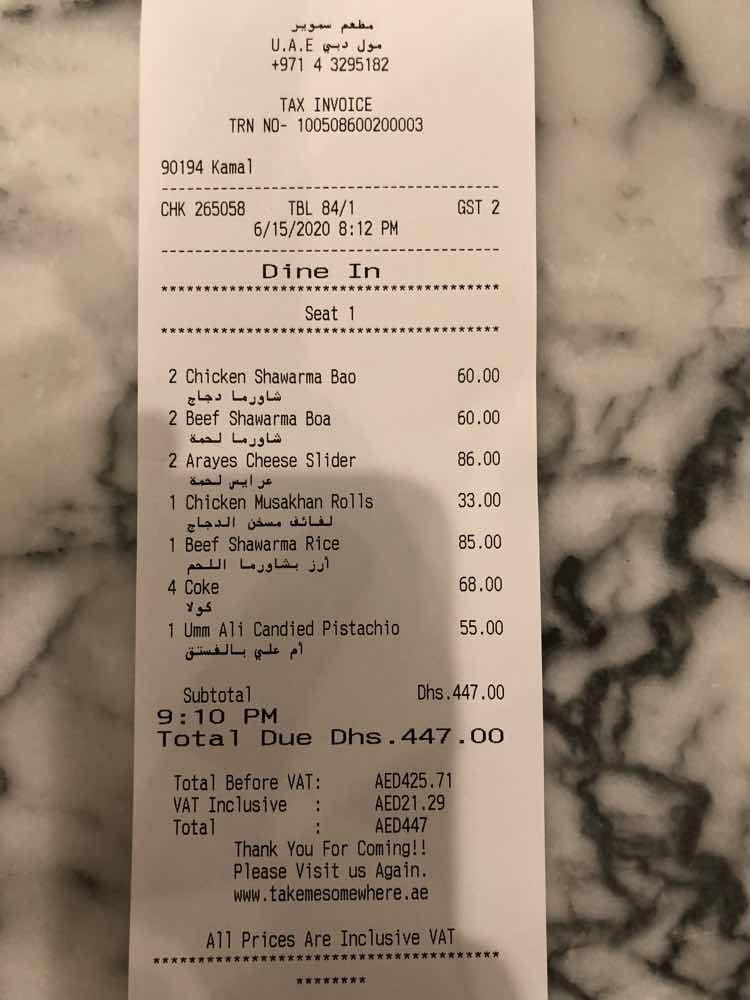 مطعم سموير
مول دبي U.A.E
+971 4 3295182
TAX INVOICE
TRN NO- 100508600200003
90194 Kamal
----------------------------------------
CHK 265058 TBL 84/1 GST 2
6/15/2020 8:12 PM
----------------------------------------
Dine In
****************************************
Seat 1
****************************************
2 Chicken Shawarma Bao 60.00
شاورما دجاج
2 Beef Shawarma Boa 60.00
شاورما لحمة
2 Arayes Cheese Slider 86.00
عرايس لحمة
1 Chicken Musakhan Rolls 33.00
لفائف مسخن الدجاج
1 Beef Shawarma Rice 85.00
أرز بشاورما اللحم
4 Coke 68.00
كولا
1 Umm Ali Candied Pistachio 55.00
أم علي بالفستق
Subtotal Dhs.447.00
9:10 PM
Total Due Dhs.447.00
Total Before VAT: AED425.71
VAT Inclusive : AED21.29
Total : AED447
Thank You For Coming!!
Please Visit us Again.
www.takemesomewhere.ae
All Prices Are Inclusive VAT
****************************************
********